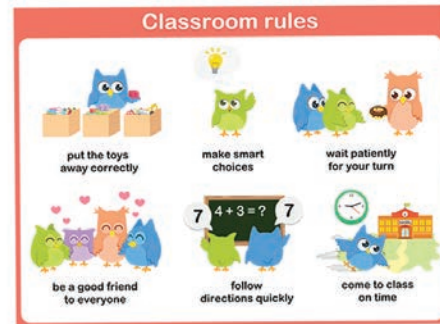 Classroom rules
put the toys
away correctly
make smart
choices
wait patiently
for your turn
be a good friend
to everyone
7
4 + 3 = ?
7
follow
directions quickly
come to class
on time